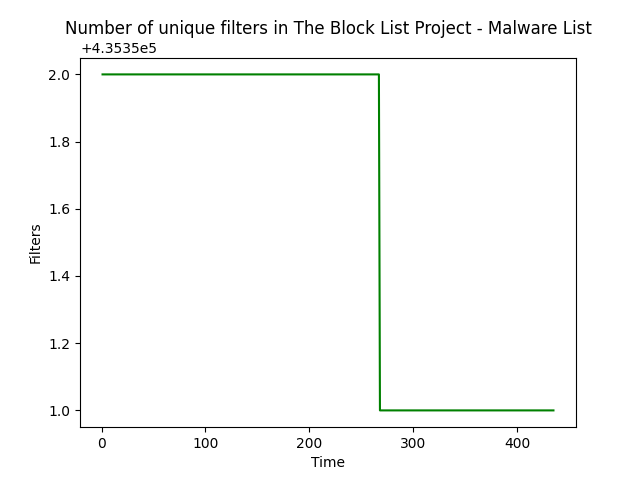 Number of unique filters in The Block List Project - Malware List
+4.3535e5
2.0
1.8
1.6
1.4
1.2
1.0
Filters
0 100 200 300 400
Time